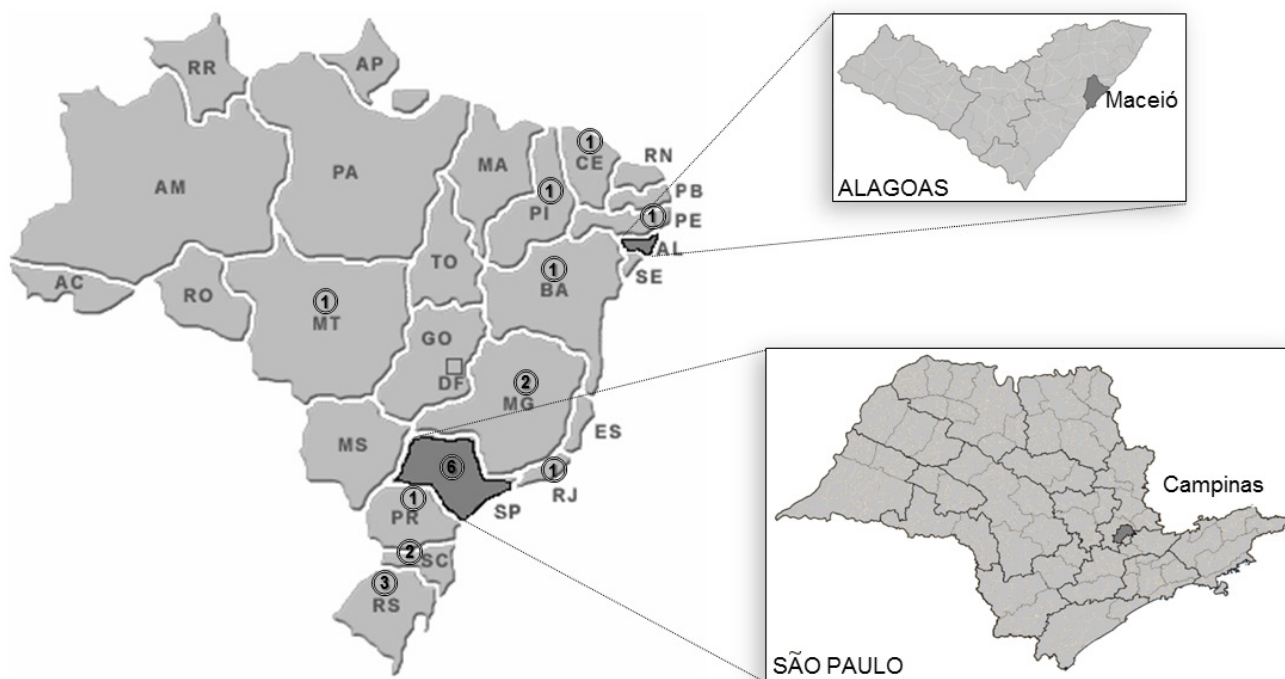 RR
AP
AM
PA
MA
1
CE
RN
PB
1
PI
1
PE
AL
SE
AC
RO
TO
1
BA
1
MT
GO
DF
2
MG
ES
MS
6
SP
1
RJ
1
PR
2
SC
3
RS
Maceió
ALAGOAS
Campinas
SÃO PAULO